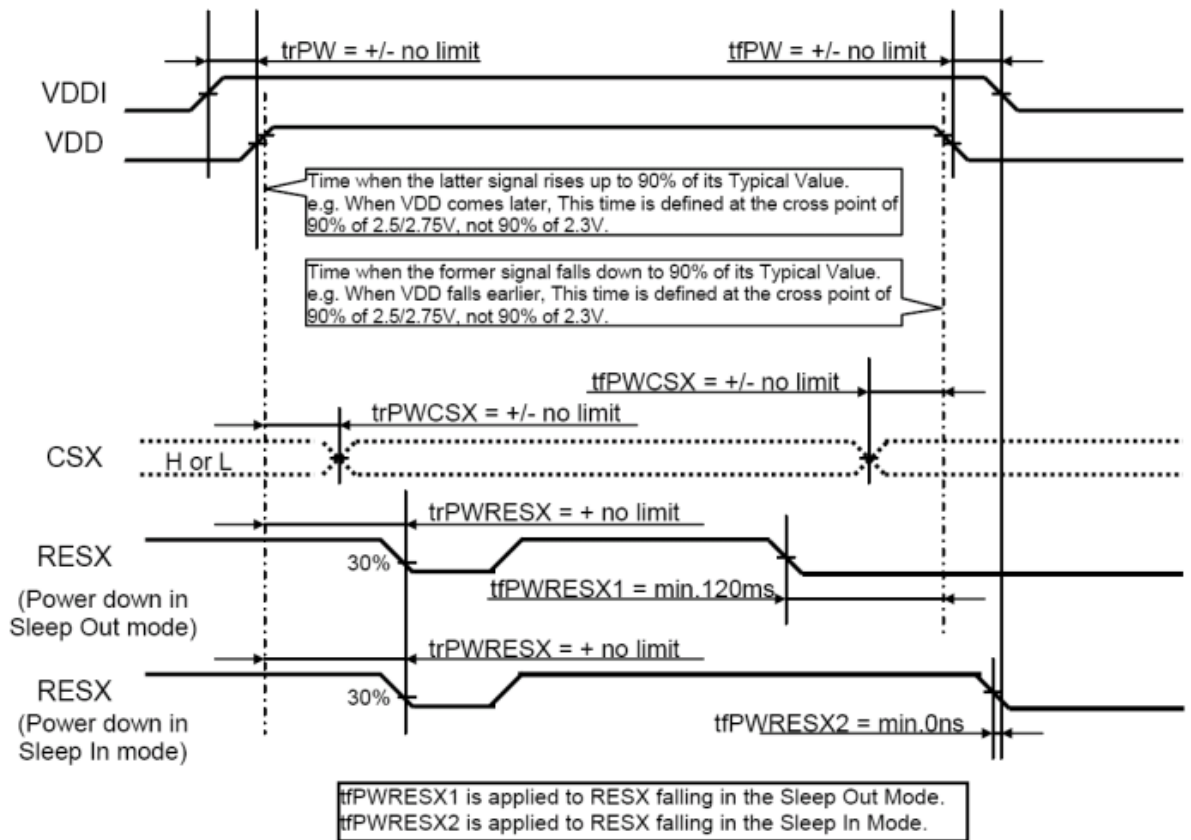 trPW = +/- no limit
tfPW = +/- no limit
VDDI
VDD
Time when the latter signal rises up to 90% of its Typical Value.
e.g. When VDD comes later, This time is defined at the cross point of
90% of 2.5/2.75V, not 90% of 2.3V.
Time when the former signal falls down to 90% of its Typical Value.
e.g. When VDD falls earlier, This time is defined at the cross point of
90% of 2.5/2.75V, not 90% of 2.3V.
tfPWCSX = +/- no limit
trPWCSX = +/- no limit
CSX
H or L
trPWRESX = + no limit
RESX
30%
(Power down in
Sleep Out mode)
tfPWRESX1 = min.120ms
trPWRESX = + no limit
RESX
30%
(Power down in
Sleep In mode)
tfPWRESX2 = min.0ns
tfPWRESX1 is applied to RESX falling in the Sleep Out Mode.
tfPWRESX2 is applied to RESX falling in the Sleep In Mode.